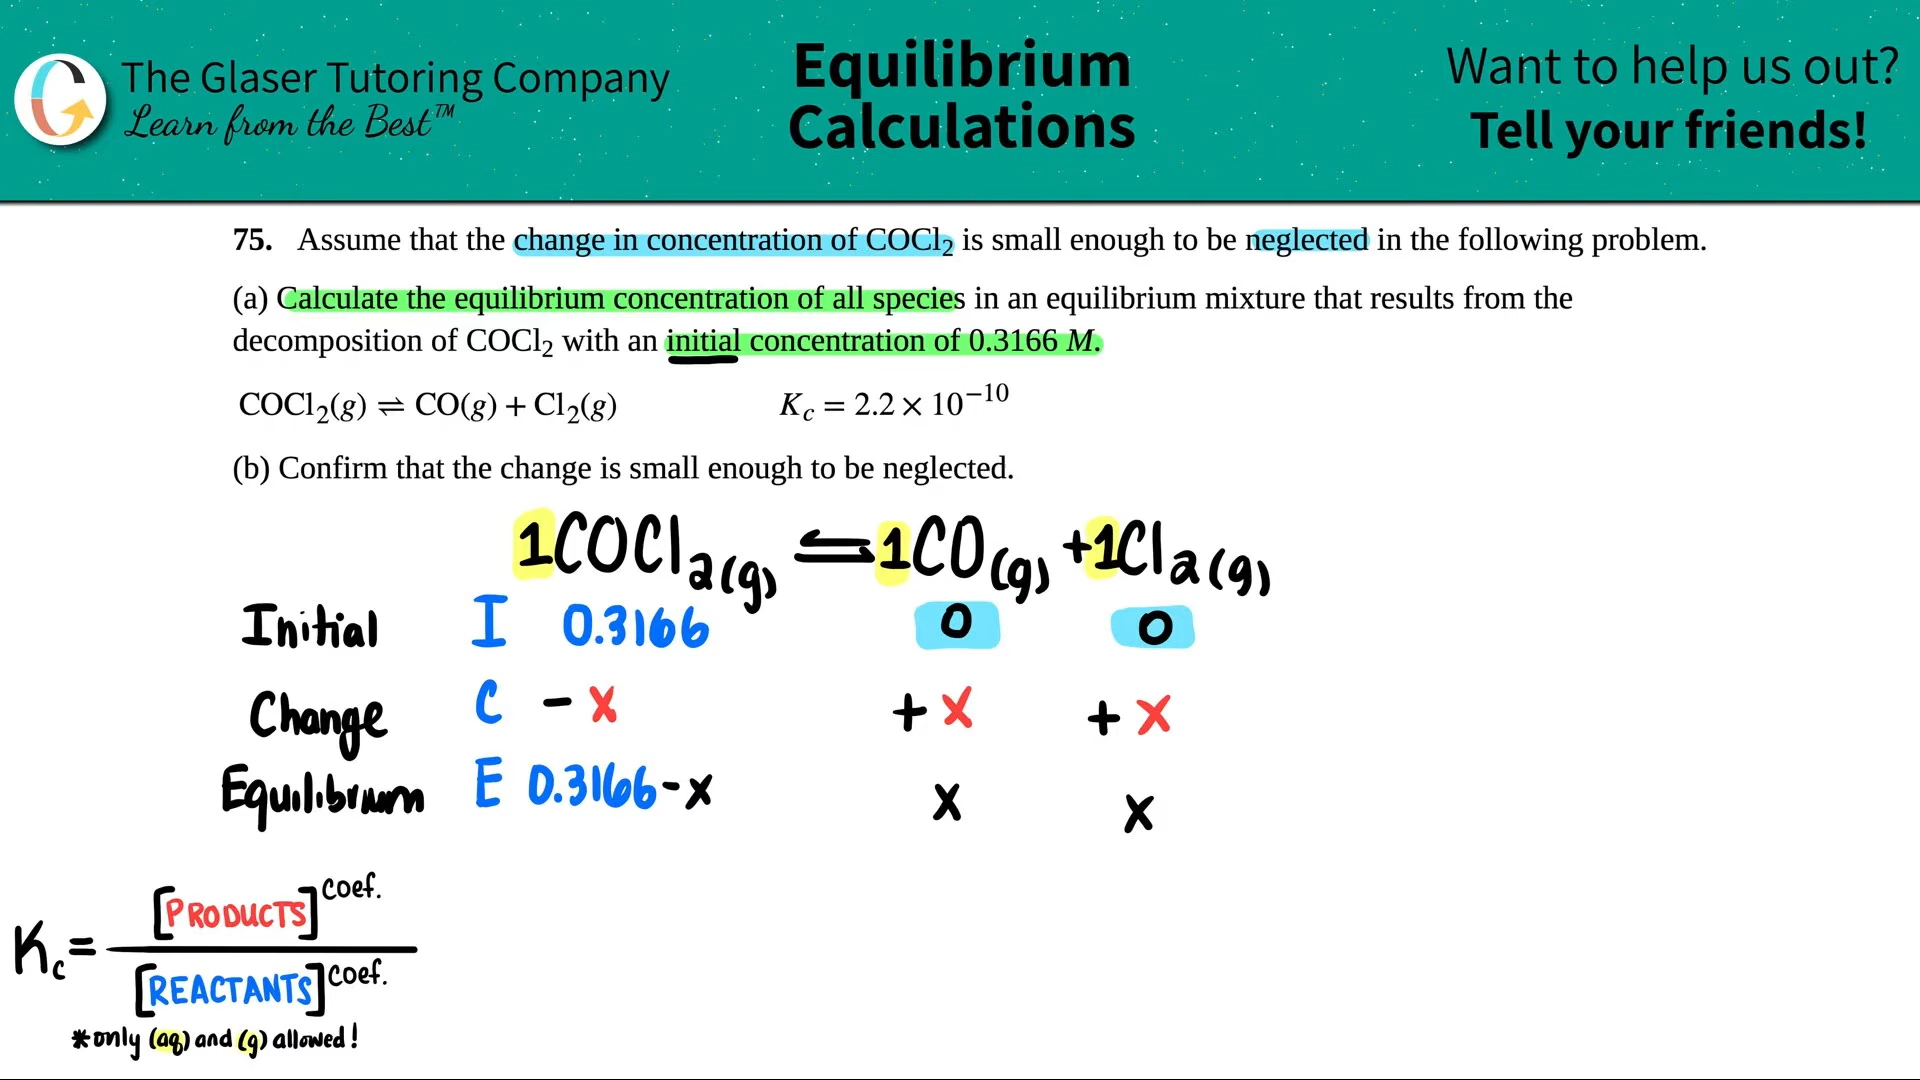 The Glaser Tutoring Company
Learn from the Best™
Equilibrium
Calculations
Want to help us out?
Tell your friends!
75. Assume that the change in concentration of COCl₂ is small enough to be neglected in the following problem.
(a) Calculate the equilibrium concentration of all species in an equilibrium mixture that results from the
decomposition of COCl₂ with an initial concentration of 0.3166 M.
COCl₂(g) ⇌ CO(g) + Cl₂(g) K_c = 2.2 × 10⁻¹⁰
(b) Confirm that the change is small enough to be neglected.
1COCl₂(g) ⇌ 1CO(g) + 1Cl₂(g)
Initial I 0.3166 0 0
Change C - x + x + x
Equilibrium E 0.3166 - x x x
K_c = [PRODUCTS]^coef.
[REACTANTS]^coef.
*only (aq) and (g) allowed!